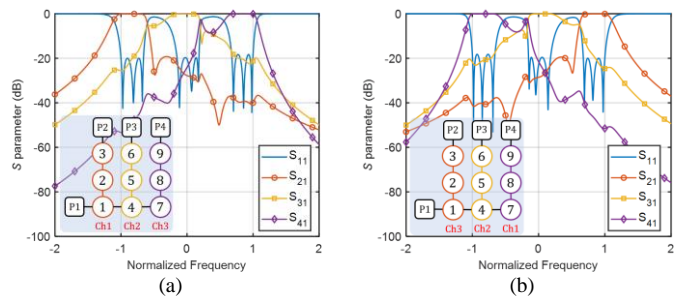 0
-20
-40
-60
-80
-100
S parameter (dB)
-2
-1
0
1
2
Normalized Frequency
P2
P3
P4
3
6
9
2
5
8
P1
1
4
7
Ch1
Ch2
Ch3
S11
S21
S31
S41
(a)
0
-20
-40
-60
-80
-100
S parameter (dB)
-2
-1
0
1
2
Normalized Frequency
P2
P3
P4
3
6
9
2
5
8
P1
1
4
7
Ch3
Ch2
Ch1
S11
S21
S31
S41
(b)